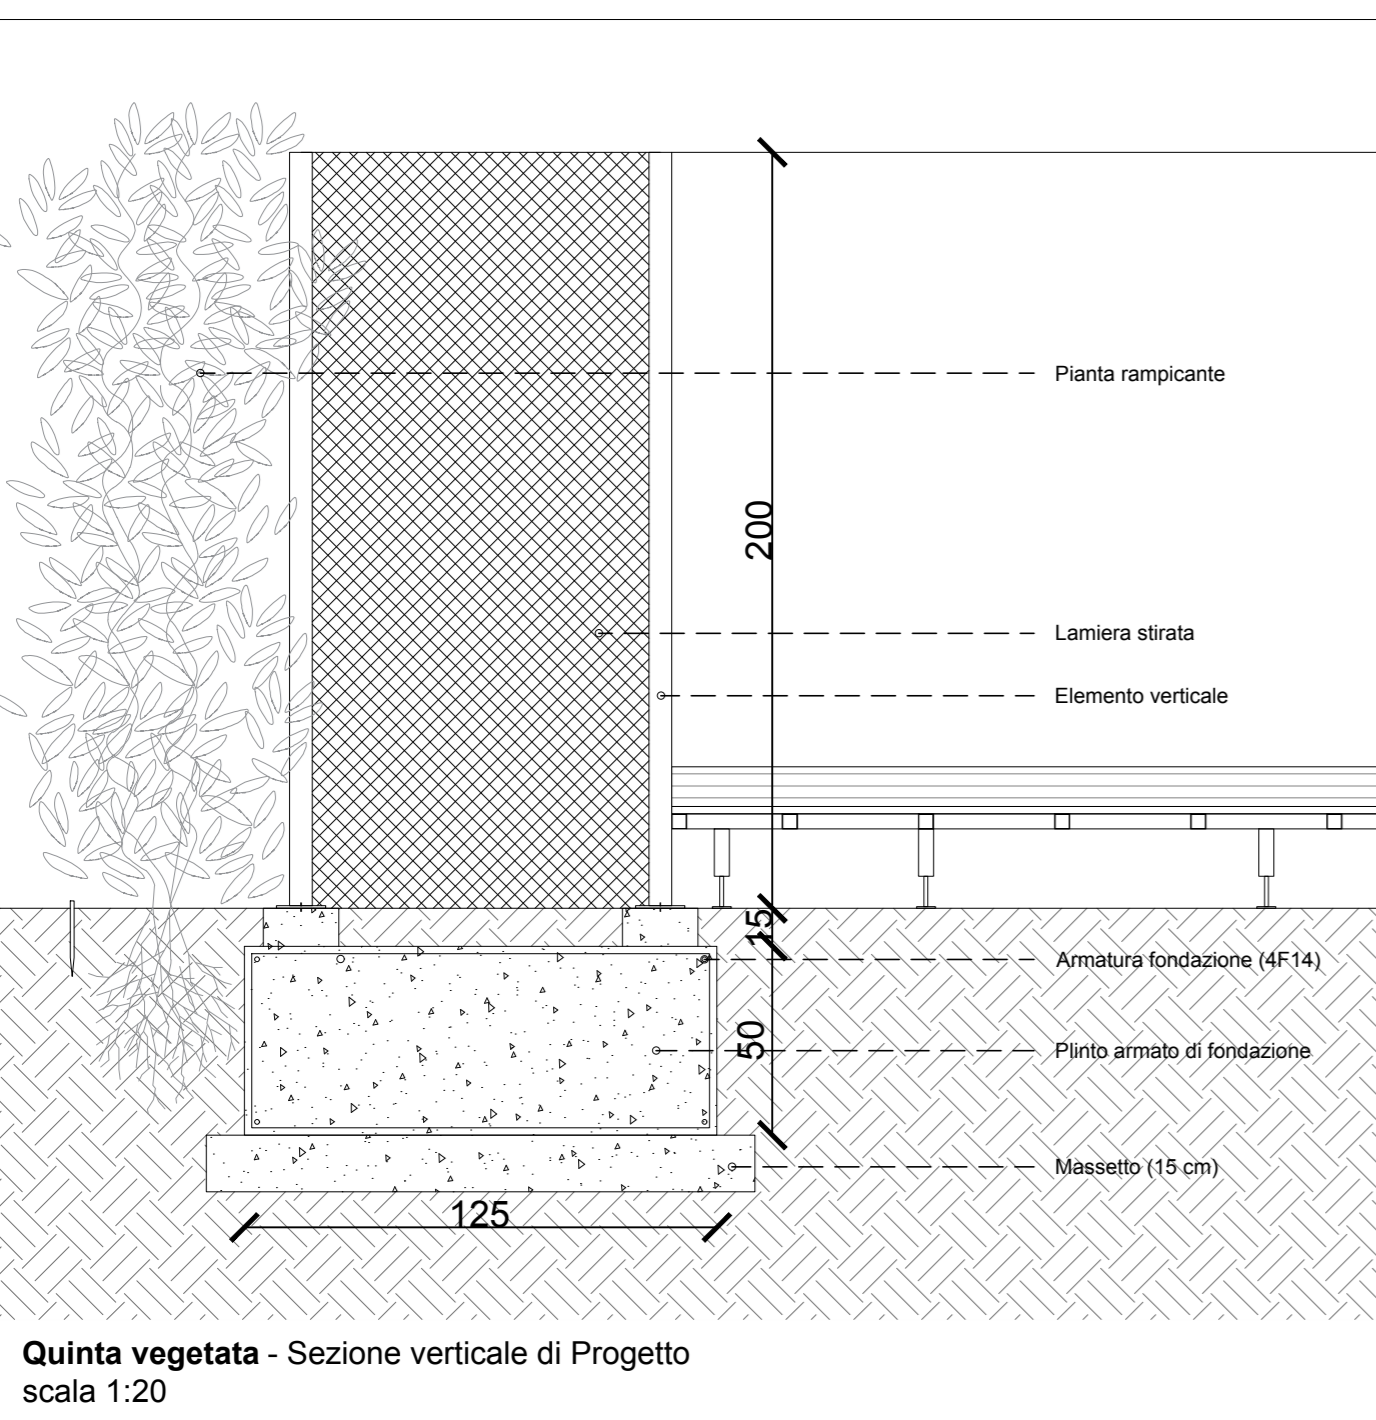 Pianta rampicante
200
Lamiera stirata
Elemento verticale
15
Armatura fondazione (4F14)
50
Plinto armato di fondazione
Massetto (15 cm)
125
Quinta vegetata - Sezione verticale di Progetto
scala 1:20